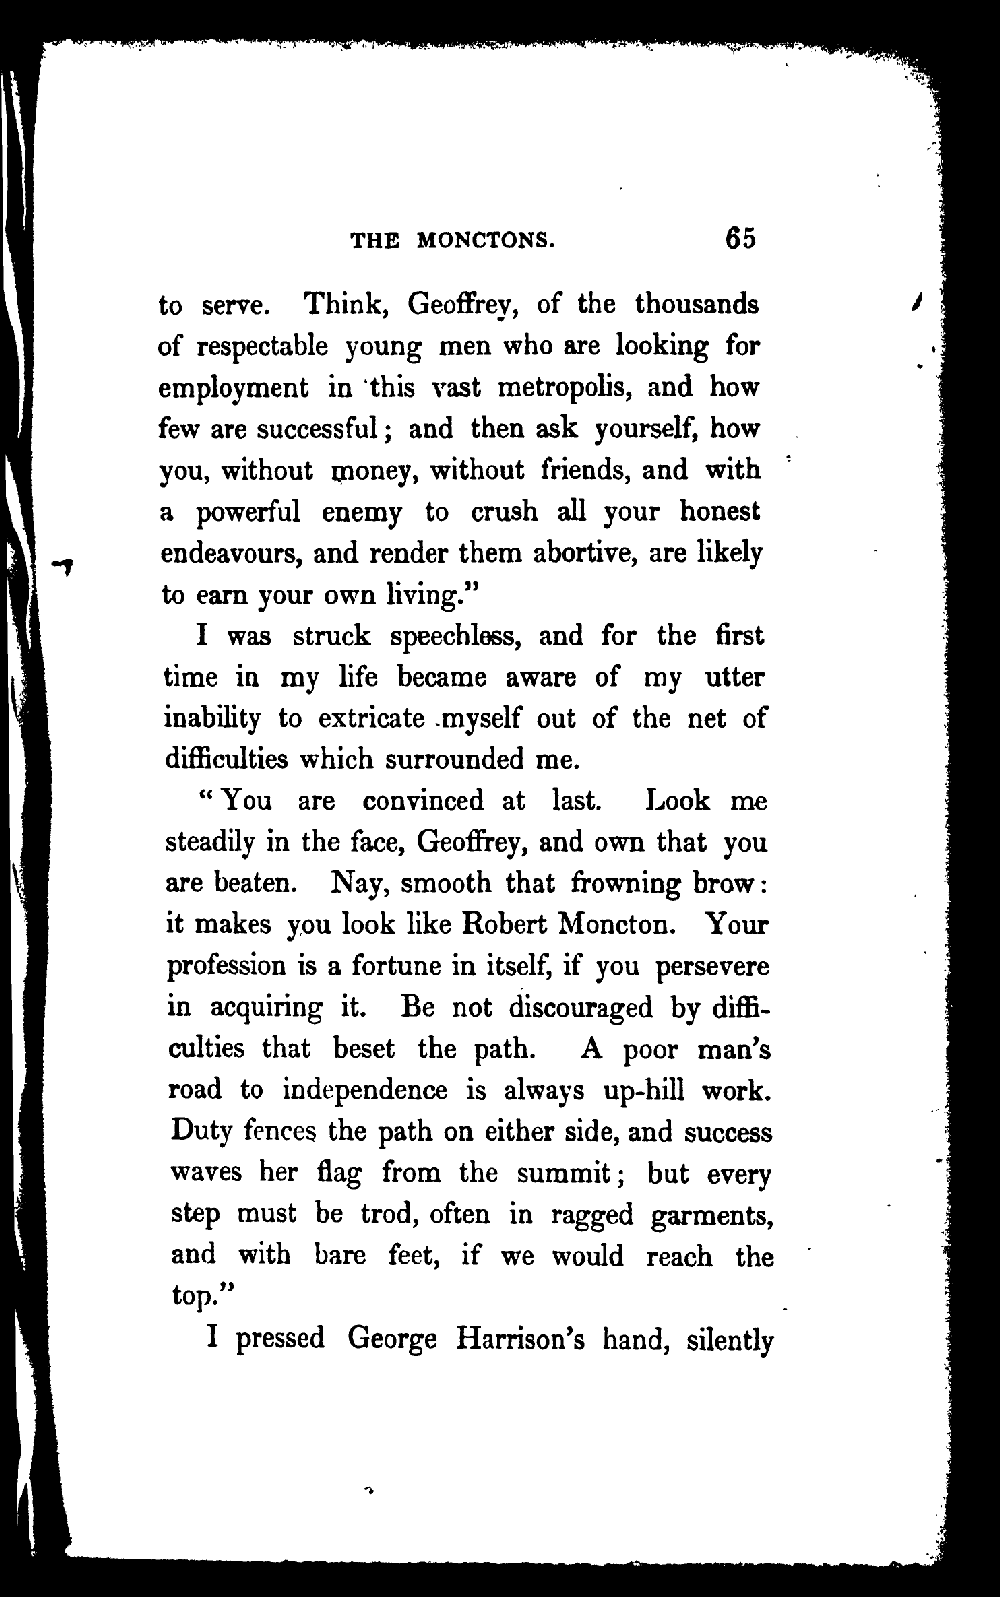 THE MONCTONS. 65
to serve. Think, Geoffrey, of the thousands
of respectable young men who are looking for
employment in this vast metropolis, and how
few are successful; and then ask yourself, how
you, without money, without friends, and with
a powerful enemy to crush all your honest
endeavours, and render them abortive, are likely
to earn your own living.”
I was struck speechless, and for the first
time in my life became aware of my utter
inability to extricate myself out of the net of
difficulties which surrounded me.
“You are convinced at last. Look me
steadily in the face, Geoffrey, and own that you
are beaten. Nay, smooth that frowning brow:
it makes you look like Robert Moncton. Your
profession is a fortune in itself, if you persevere
in acquiring it. Be not discouraged by diffi-
culties that beset the path. A poor man’s
road to independence is always up-hill work.
Duty fences the path on either side, and success
waves her flag from the summit; but every
step must be trod, often in ragged garments,
and with bare feet, if we would reach the
top.”
I pressed George Harrison’s hand, silently